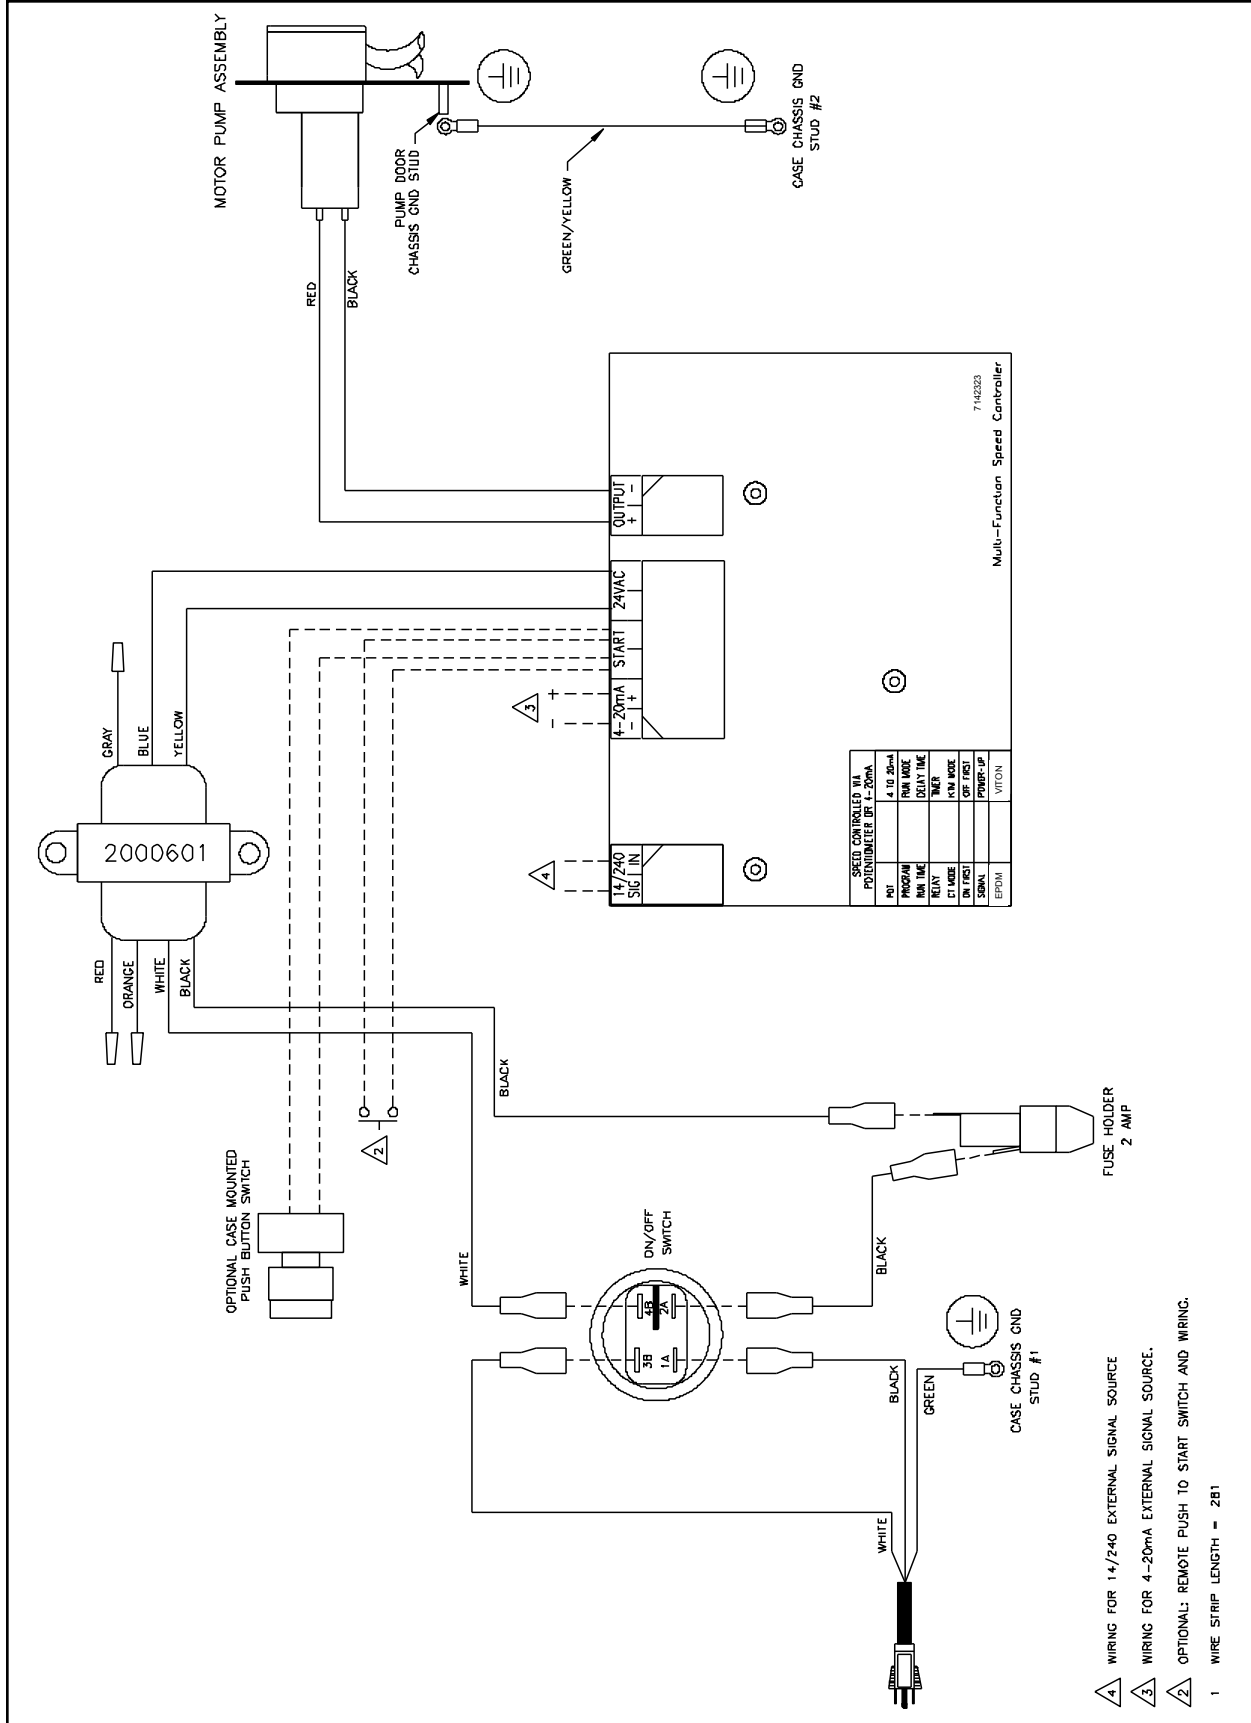 MOTOR PUMP ASSEMBLY
PUMP DOOR
CHASSIS GND STUD
GREEN/YELLOW
CASE CHASSIS GND
STUD #2
RED
BLACK
GRAY
BLUE
YELLOW
2000601
RED
ORANGE
WHITE
BLACK
OPTIONAL CASE MOUNTED
PUSH BUTTON SWITCH
2
3
- +
4
14/240
SIG IN
4-20mA
- +
START
24VAC
OUTPUT
+ -
7142323
Multi-Function Speed Controller
SPEED CONTROLLED VIA
POTENTIOMETER OR 4-20mA
POT 4 TO 20mA
PROGRAM RUN MODE
RUN TIME DELAY TIME
RELAY TIMER
CT MODE KTM MODE
ON FIRST OFF FIRST
SIGNAL POWER-UP
EPDM VITON
BLACK
WHITE
ON/OFF
SWITCH
3B 4B
1A 2A
BLACK
FUSE HOLDER
2 AMP
WHITE
BLACK
GREEN
CASE CHASSIS GND
STUD #1
4 WIRING FOR 14/240 EXTERNAL SIGNAL SOURCE
3 WIRING FOR 4-20mA EXTERNAL SIGNAL SOURCE.
2 OPTIONAL: REMOTE PUSH TO START SWITCH AND WIRING.
1 WIRE STRIP LENGTH = 281